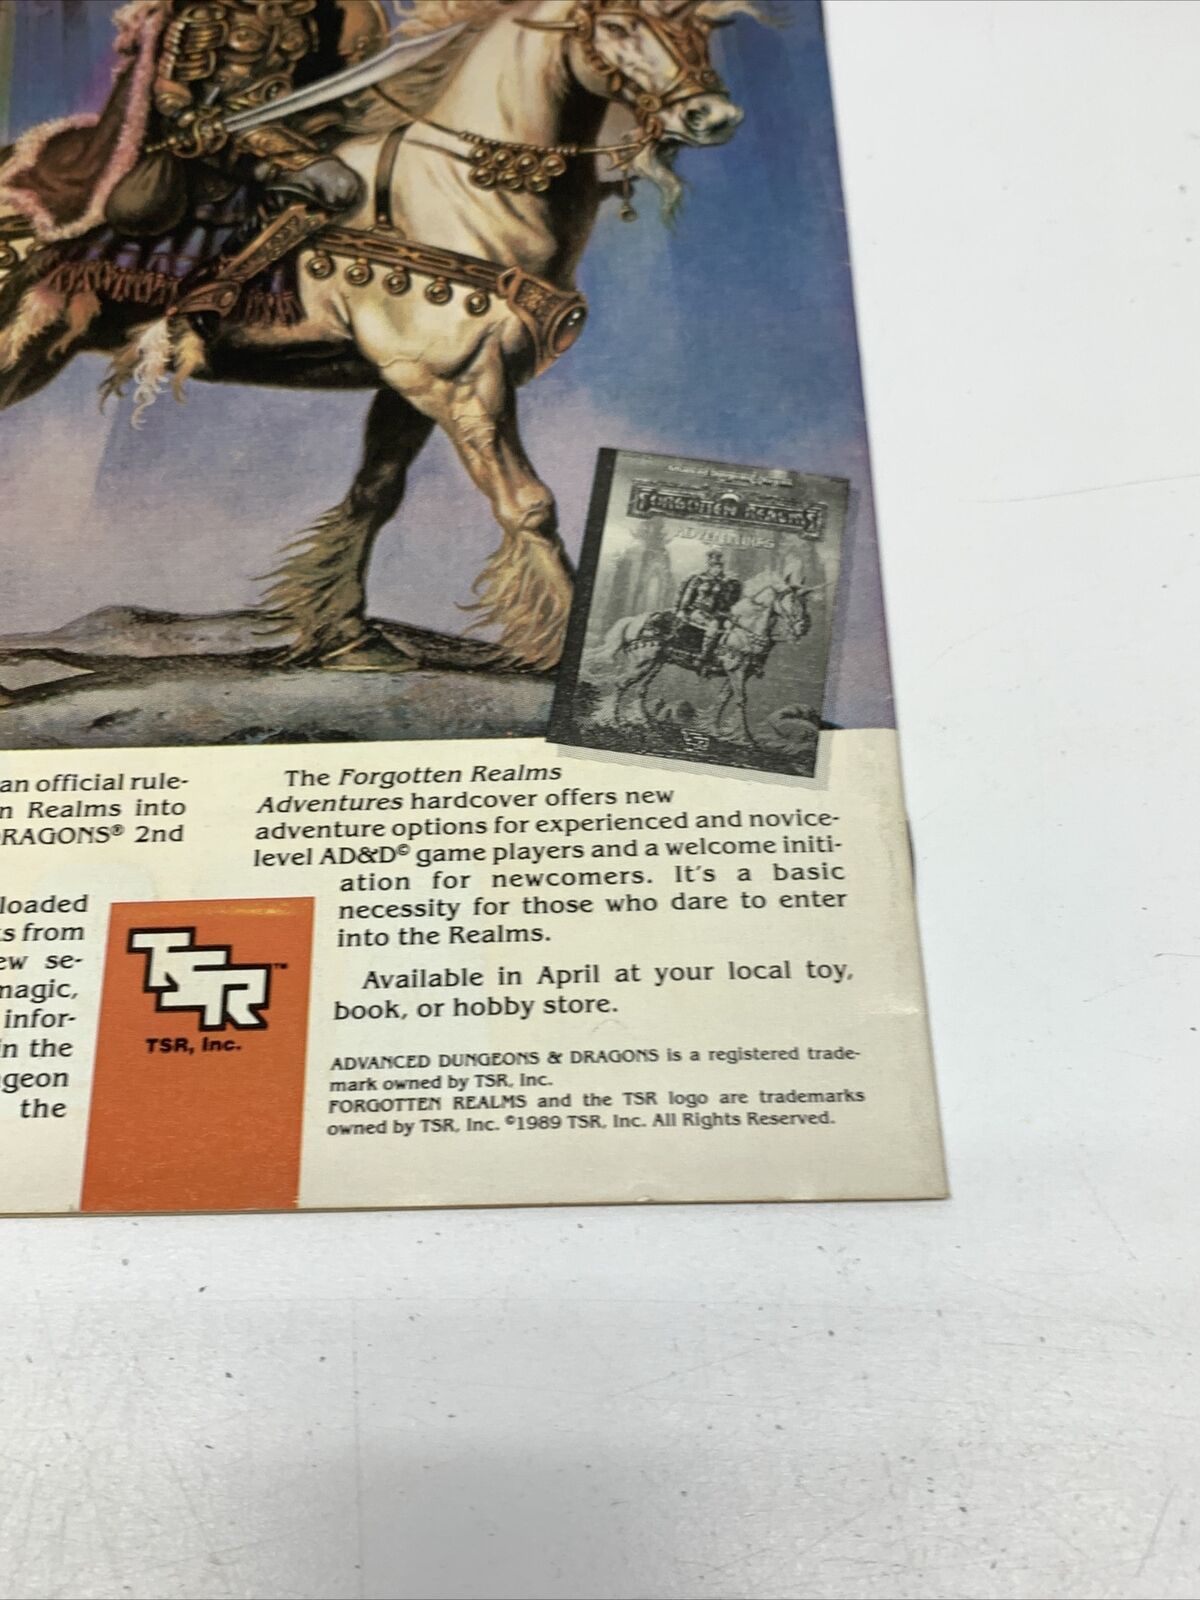 FORGOTTEN REALMS
ADVENTURES
TSR
an official rule-
n Realms into
DRAGONS® 2nd
loaded
s from
ew se-
magic,
infor-
in the
geon
the
The Forgotten Realms
Adventures hardcover offers new
adventure options for experienced and novice-
level AD&D© game players and a welcome initi-
ation for newcomers. It's a basic
necessity for those who dare to enter
into the Realms.
Available in April at your local toy,
book, or hobby store.
TSR™
TSR, Inc.
ADVANCED DUNGEONS & DRAGONS is a registered trade-
mark owned by TSR, Inc.
FORGOTTEN REALMS and the TSR logo are trademarks
owned by TSR, Inc. ©1989 TSR, Inc. All Rights Reserved.